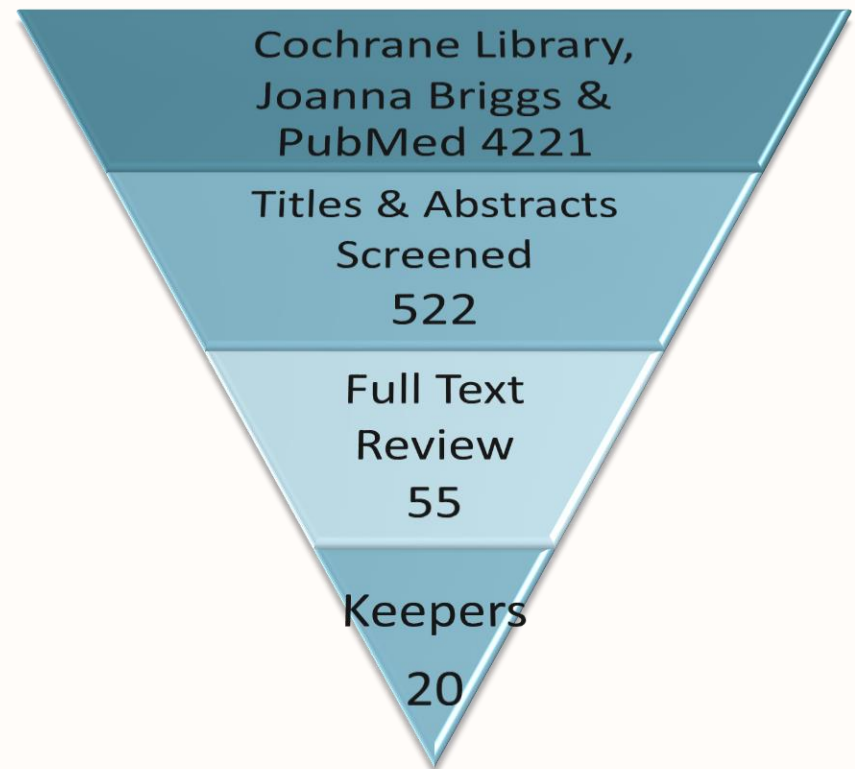 Cochrane Library,
Joanna Briggs &
PubMed 4221
Titles & Abstracts
Screened
522
Full Text
Review
55
Keepers
20